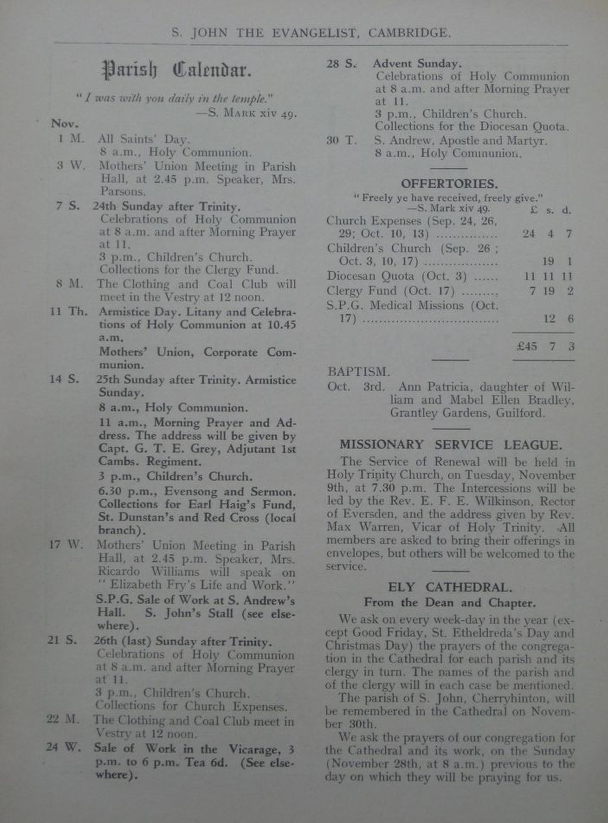 S. JOHN THE EVANGELIST, CAMBRIDGE.
Parish Calendar.
"I was with you daily in the temple."
—S. MARK xiv 49.
Nov.
1 M. All Saints' Day.
8 a.m., Holy Communion.
3 W. Mothers' Union Meeting in Parish
Hall, at 2.45 p.m. Speaker, Mrs.
Parsons.
7 S. 24th Sunday after Trinity.
Celebrations of Holy Communion
at 8 a.m. and after Morning Prayer
at 11.
3 p.m., Children's Church.
Collections for the Clergy Fund.
8 M. The Clothing and Coal Club will
meet in the Vestry at 12 noon.
11 Th. Armistice Day. Litany and Celebra-
tions of Holy Communion at 10.45
a.m.
Mothers' Union, Corporate Com-
munion.
14 S. 25th Sunday after Trinity. Armistice
Sunday.
8 a.m., Holy Communion.
11 a.m., Morning Prayer and Ad-
dress. The address will be given by
Capt. G. T. E. Grey, Adjutant 1st
Cambs. Regiment.
3 p.m., Children's Church.
6.30 p.m., Evensong and Sermon.
Collections for Earl Haig's Fund,
St. Dunstan's and Red Cross (local
branch).
17 W. Mothers' Union Meeting in Parish
Hall, at 2.45 p.m. Speaker, Mrs.
Ricardo Williams will speak on
"Elizabeth Fry's Life and Work."
S.P.G. Sale of Work at S. Andrew's
Hall. S. John's Stall (see else-
where).
21 S. 26th (last) Sunday after Trinity.
Celebrations of Holy Communion
at 8 a.m. and after Morning Prayer
at 11.
3 p.m., Children's Church.
Collections for Church Expenses.
22 M. The Clothing and Coal Club meet in
Vestry at 12 noon.
24 W. Sale of Work in the Vicarage, 3
p.m. to 6 p.m. Tea 6d. (See else-
where).
28 S. Advent Sunday.
Celebrations of Holy Communion
at 8 a.m. and after Morning Prayer
at 11.
3 p.m., Children's Church.
Collections for the Diocesan Quota.
30 T. S. Andrew, Apostle and Martyr.
8 a.m., Holy Communion.
OFFERTORIES.
"Freely ye have received, freely give."
—S. Mark xiv 49. £ s. d.
Church Expenses (Sep. 24, 26,
29; Oct. 10, 13) ............... 24 4 7
Children's Church (Sep. 26 ;
Oct. 3, 10, 17) .................. 19 1
Diocesan Quota (Oct. 3) ...... 11 11 11
Clergy Fund (Oct. 17) ......... 7 19 2
S.P.G. Medical Missions (Oct.
17) ................................. 12 6
£45 7 3
BAPTISM.
Oct. 3rd. Ann Patricia, daughter of Wil-
liam and Mabel Ellen Bradley,
Grantley Gardens, Guilford.
MISSIONARY SERVICE LEAGUE.
The Service of Renewal will be held in
Holy Trinity Church, on Tuesday, November
9th, at 7.30 p.m. The Intercessions will be
led by the Rev. E. F. E. Wilkinson, Rector
of Eversden, and the address given by Rev.
Max Warren, Vicar of Holy Trinity. All
members are asked to bring their offerings in
envelopes, but others will be welcomed to the
service.
ELY CATHEDRAL.
From the Dean and Chapter.
We ask on every week-day in the year (ex-
cept Good Friday, St. Etheldreda's Day and
Christmas Day) the prayers of the congrega-
tion in the Cathedral for each parish and its
clergy in turn. The names of the parish and
of the clergy will in each case be mentioned.
The parish of S. John, Cherryhinton, will
be remembered in the Cathedral on Novem-
ber 30th.
We ask the prayers of our congregation for
the Cathedral and its work, on the Sunday
(November 28th, at 8 a.m.) previous to the
day on which they will be praying for us.